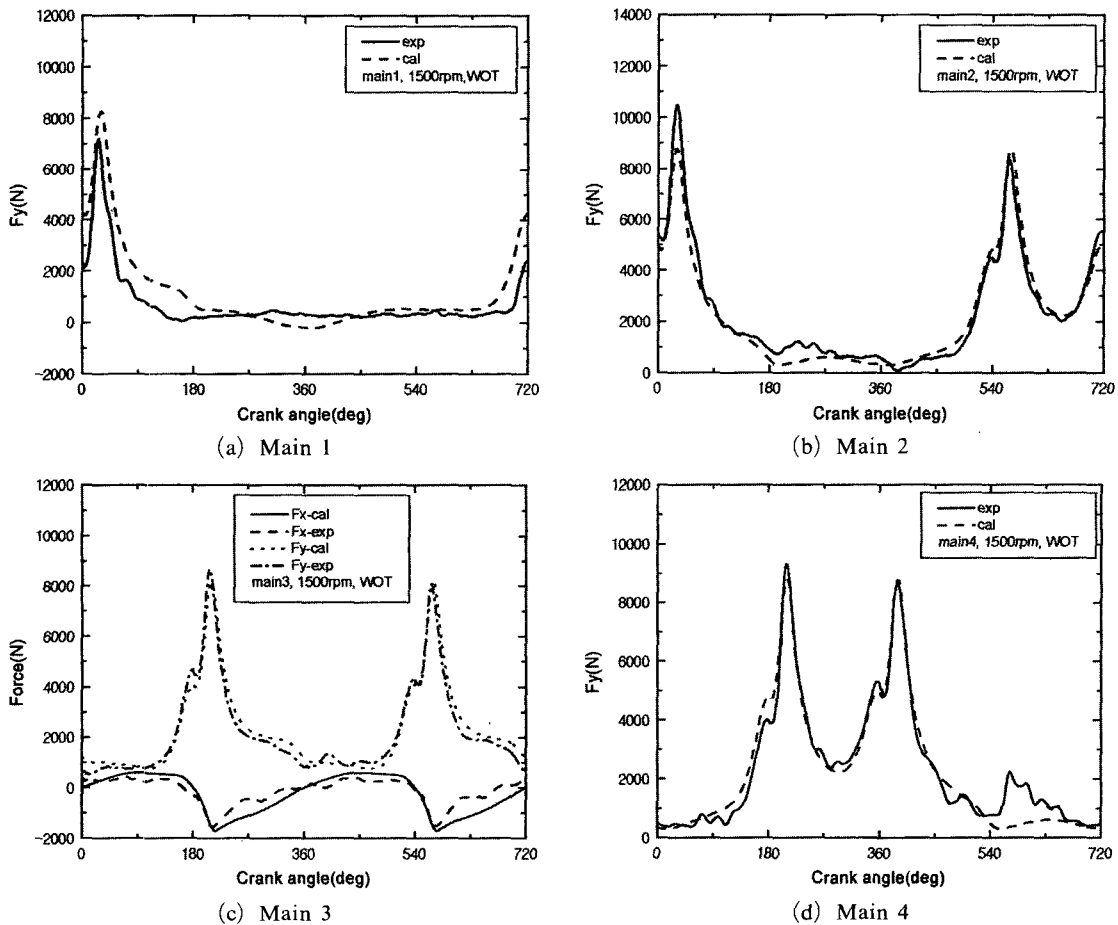 12000
10000
8000
6000
4000
2000
0
-2000
Fy(N)
exp
cal
main1, 1500rpm,WOT
0 180 360 540 720
Crank angle(deg)
(a) Main 1
14000
12000
10000
8000
6000
4000
2000
0
Fy(N)
exp
cal
main2, 1500rpm, WOT
0 180 360 540 720
Crank angle(deg)
(b) Main 2
12000
10000
8000
6000
4000
2000
0
-2000
Force(N)
Fx-cal
Fx-exp
Fy-cal
Fy-exp
main3, 1500rpm, WOT
0 180 360 540 720
Crank angle(deg)
(c) Main 3
12000
10000
8000
6000
4000
2000
0
Fy(N)
exp
cal
main4, 1500rpm, WOT
0 180 360 540 720
Crank angle(deg)
(d) Main 4